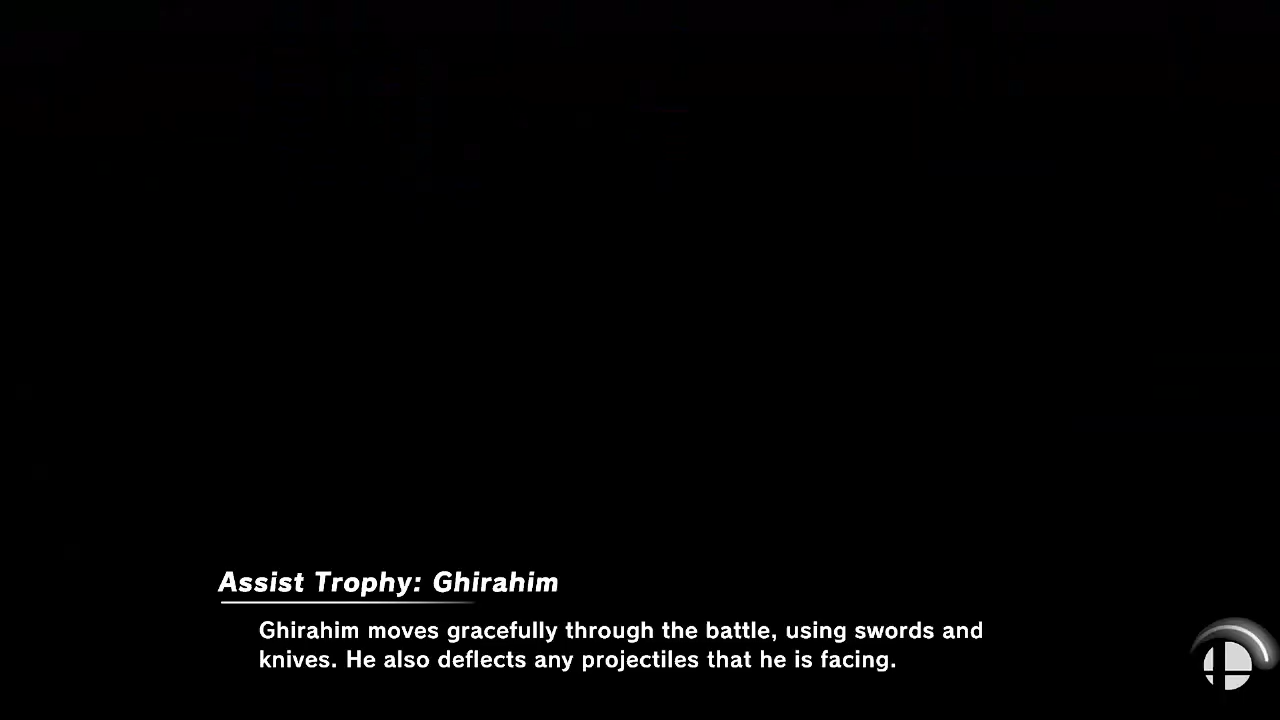 Assist Trophy: Ghirahim
Ghirahim moves gracefully through the battle, using swords and
knives. He also deflects any projectiles that he is facing.